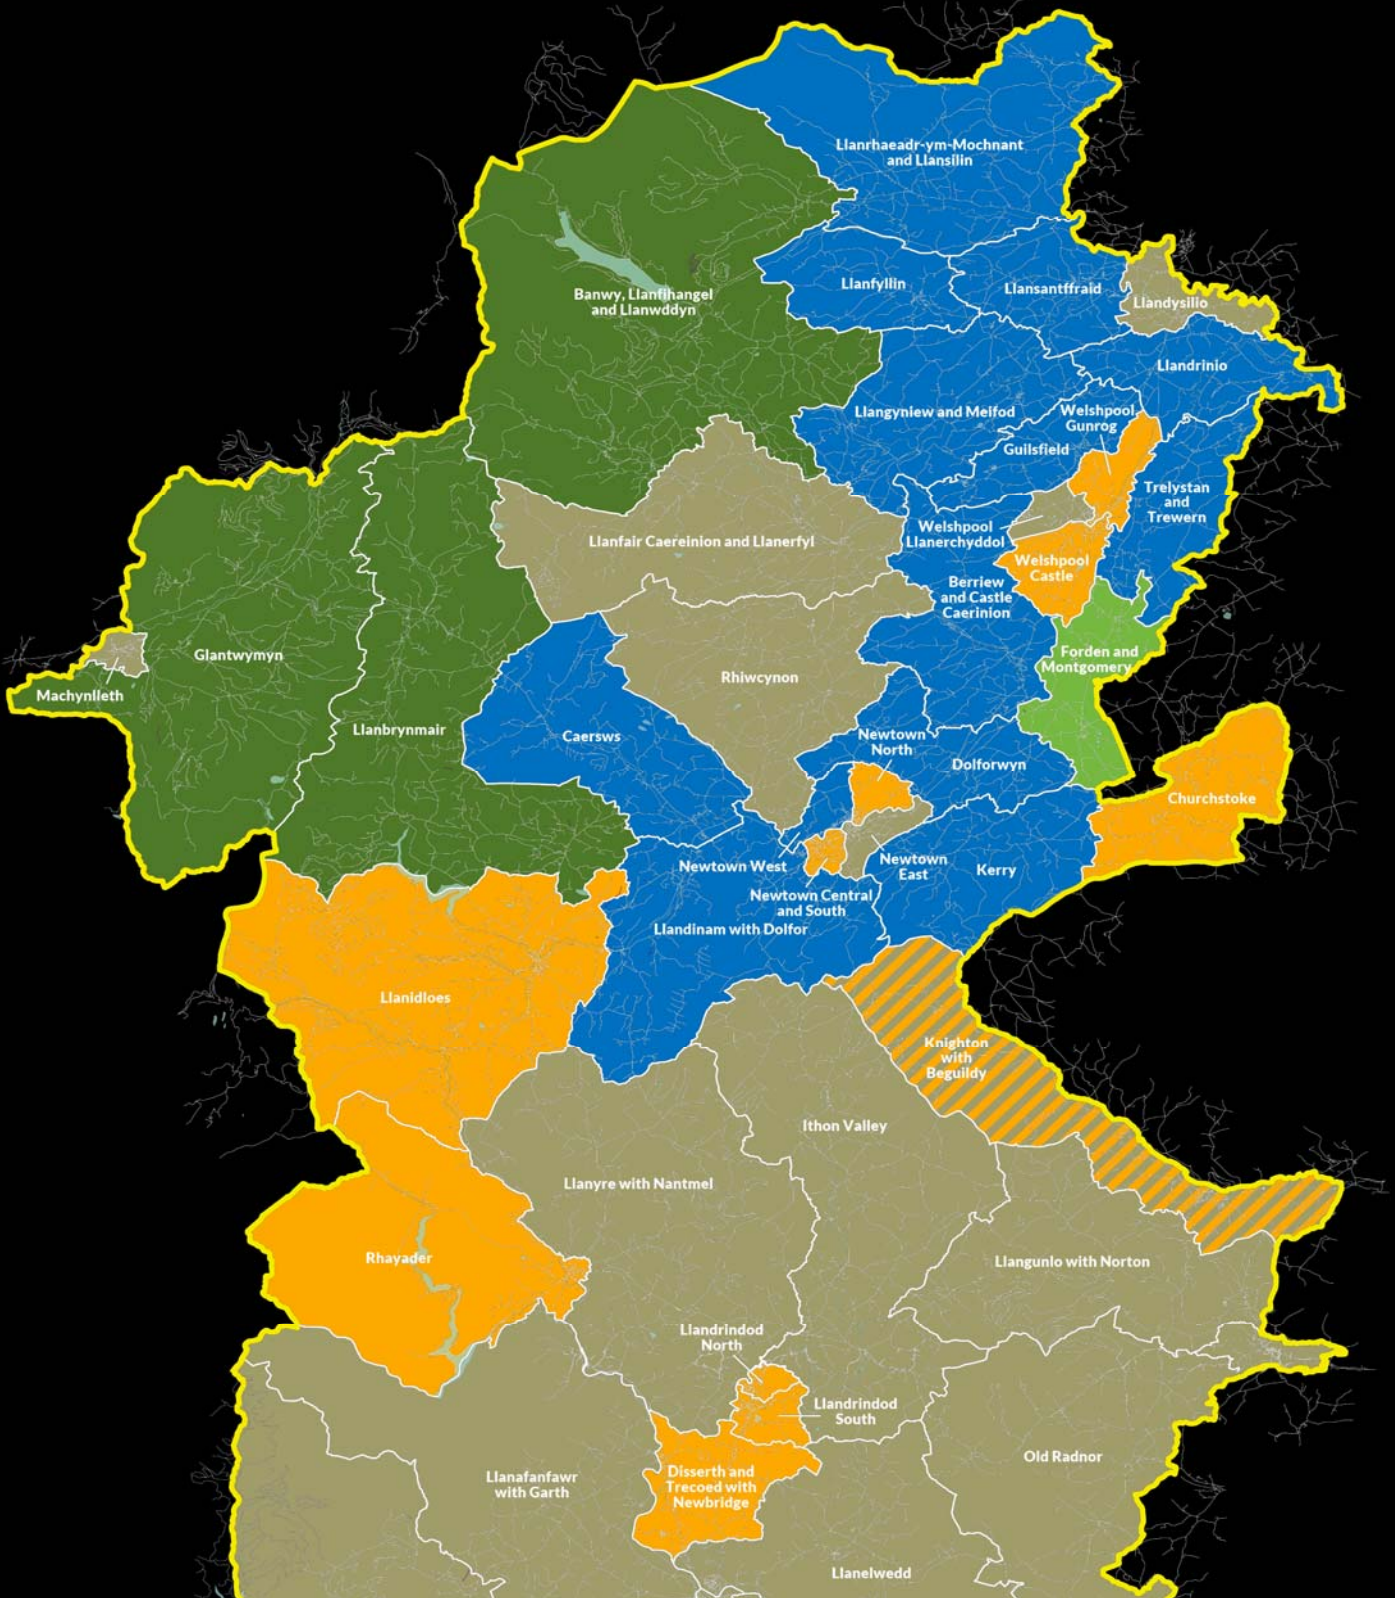 Llanrhaeadr-ym-Mochnant
and Llansilin
Llanfyllin
Llansantffraid
Banwy, Llanfihangel
and Llanwddyn
Llandysilio
Llandrinio
Llangyniew and Meifod
Welshpool
Gunrog
Guilsfield
Trelystan
and
Trewern
Welshpool
Llanerchyddol
Llanfair Caereinion and Llanerfyl
Welshpool
Castle
Berriew
and Castle
Caerinion
Glantwymyn
Forden and
Montgomery
Machynlleth
Rhiwcynon
Llanbrynmair
Caersws
Newtown
North
Dolforwyn
Churchstoke
Newtown West
Newtown
East
Kerry
Newtown Central
and South
Llandinam with Dolfor
Llanidloes
Knighton
with
Beguildy
Ithon Valley
Llanyre with Nantmel
Rhayader
Llangunlo with Norton
Llandrindod
North
Llandrindod
South
Old Radnor
Llanafanfawr
with Garth
Disserth and
Trecoed with
Newbridge
Llanelwedd